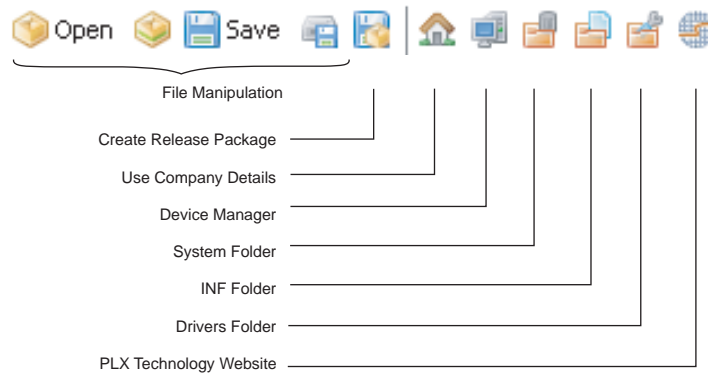 Open Save
File Manipulation
Create Release Package
Use Company Details
Device Manager
System Folder
INF Folder
Drivers Folder
PLX Technology Website